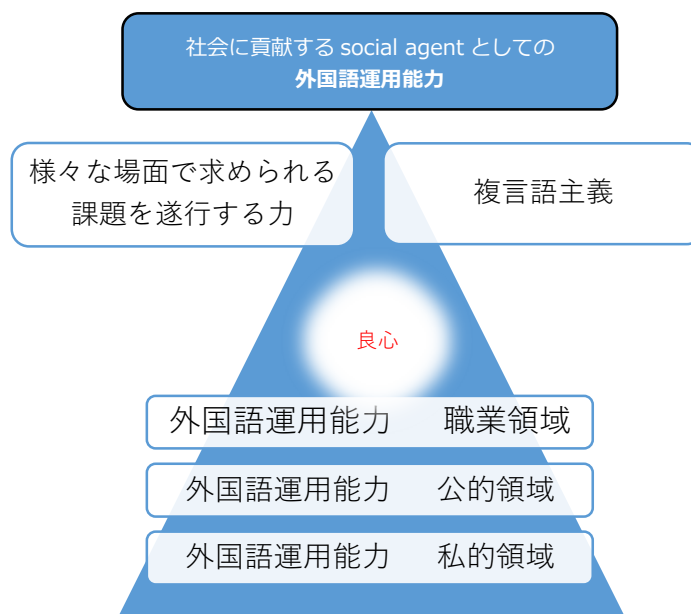 社会に貢献する social agent としての
外国語運用能力
様々な場面で求められる
課題を遂行する力
複言語主義
良心
外国語運用能力 職業領域
外国語運用能力 公的領域
外国語運用能力 私的領域